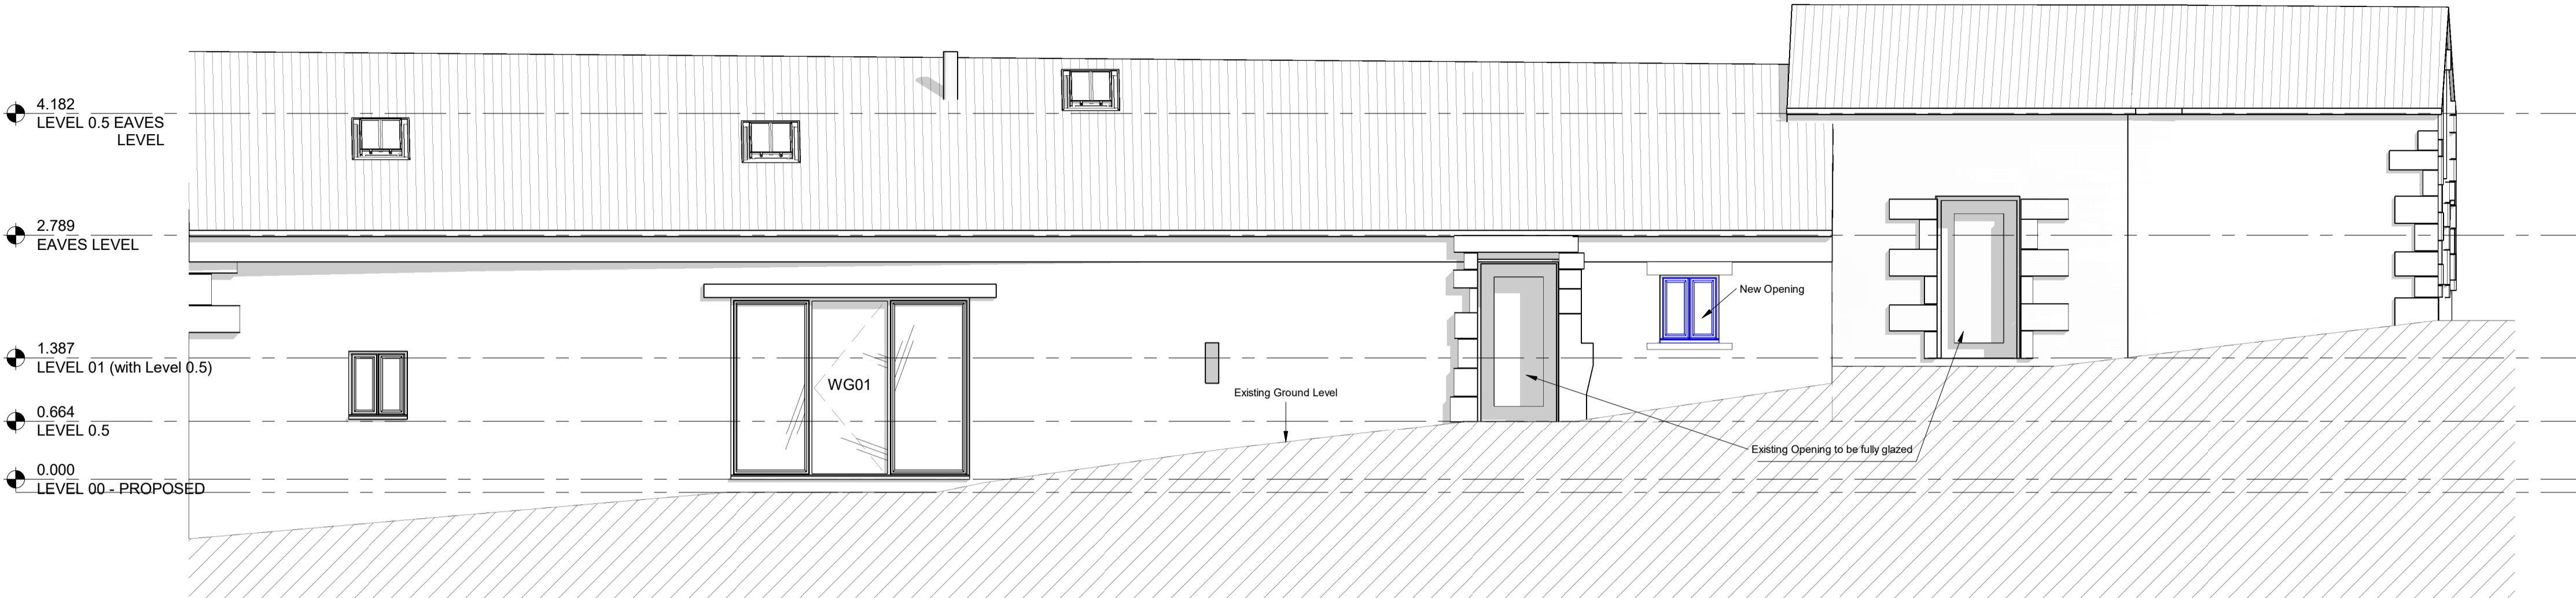 4.182
LEVEL 0.5 EAVES
LEVEL
2.789
EAVES LEVEL
New Opening
1.387
LEVEL 01 (with Level 0.5)
WG01
Existing Ground Level
0.664
LEVEL 0.5
Existing Opening to be fully glazed
0.000
LEVEL 00 - PROPOSED